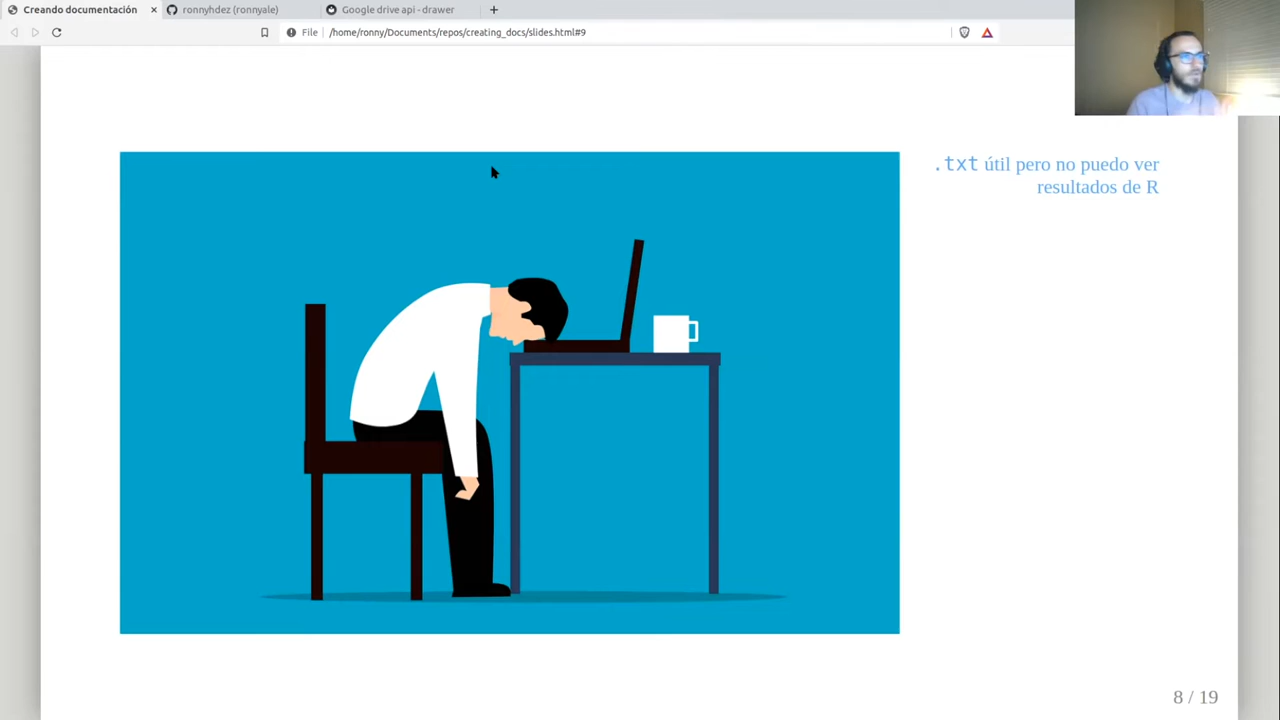 Creando documentación
ronnyhdez (ronnyale)
Google drive api - drawer
File
/home/ronny/Documents/repos/creating_docs/slides.html#9
.txt útil pero no puedo ver
resultados de R
8 / 19